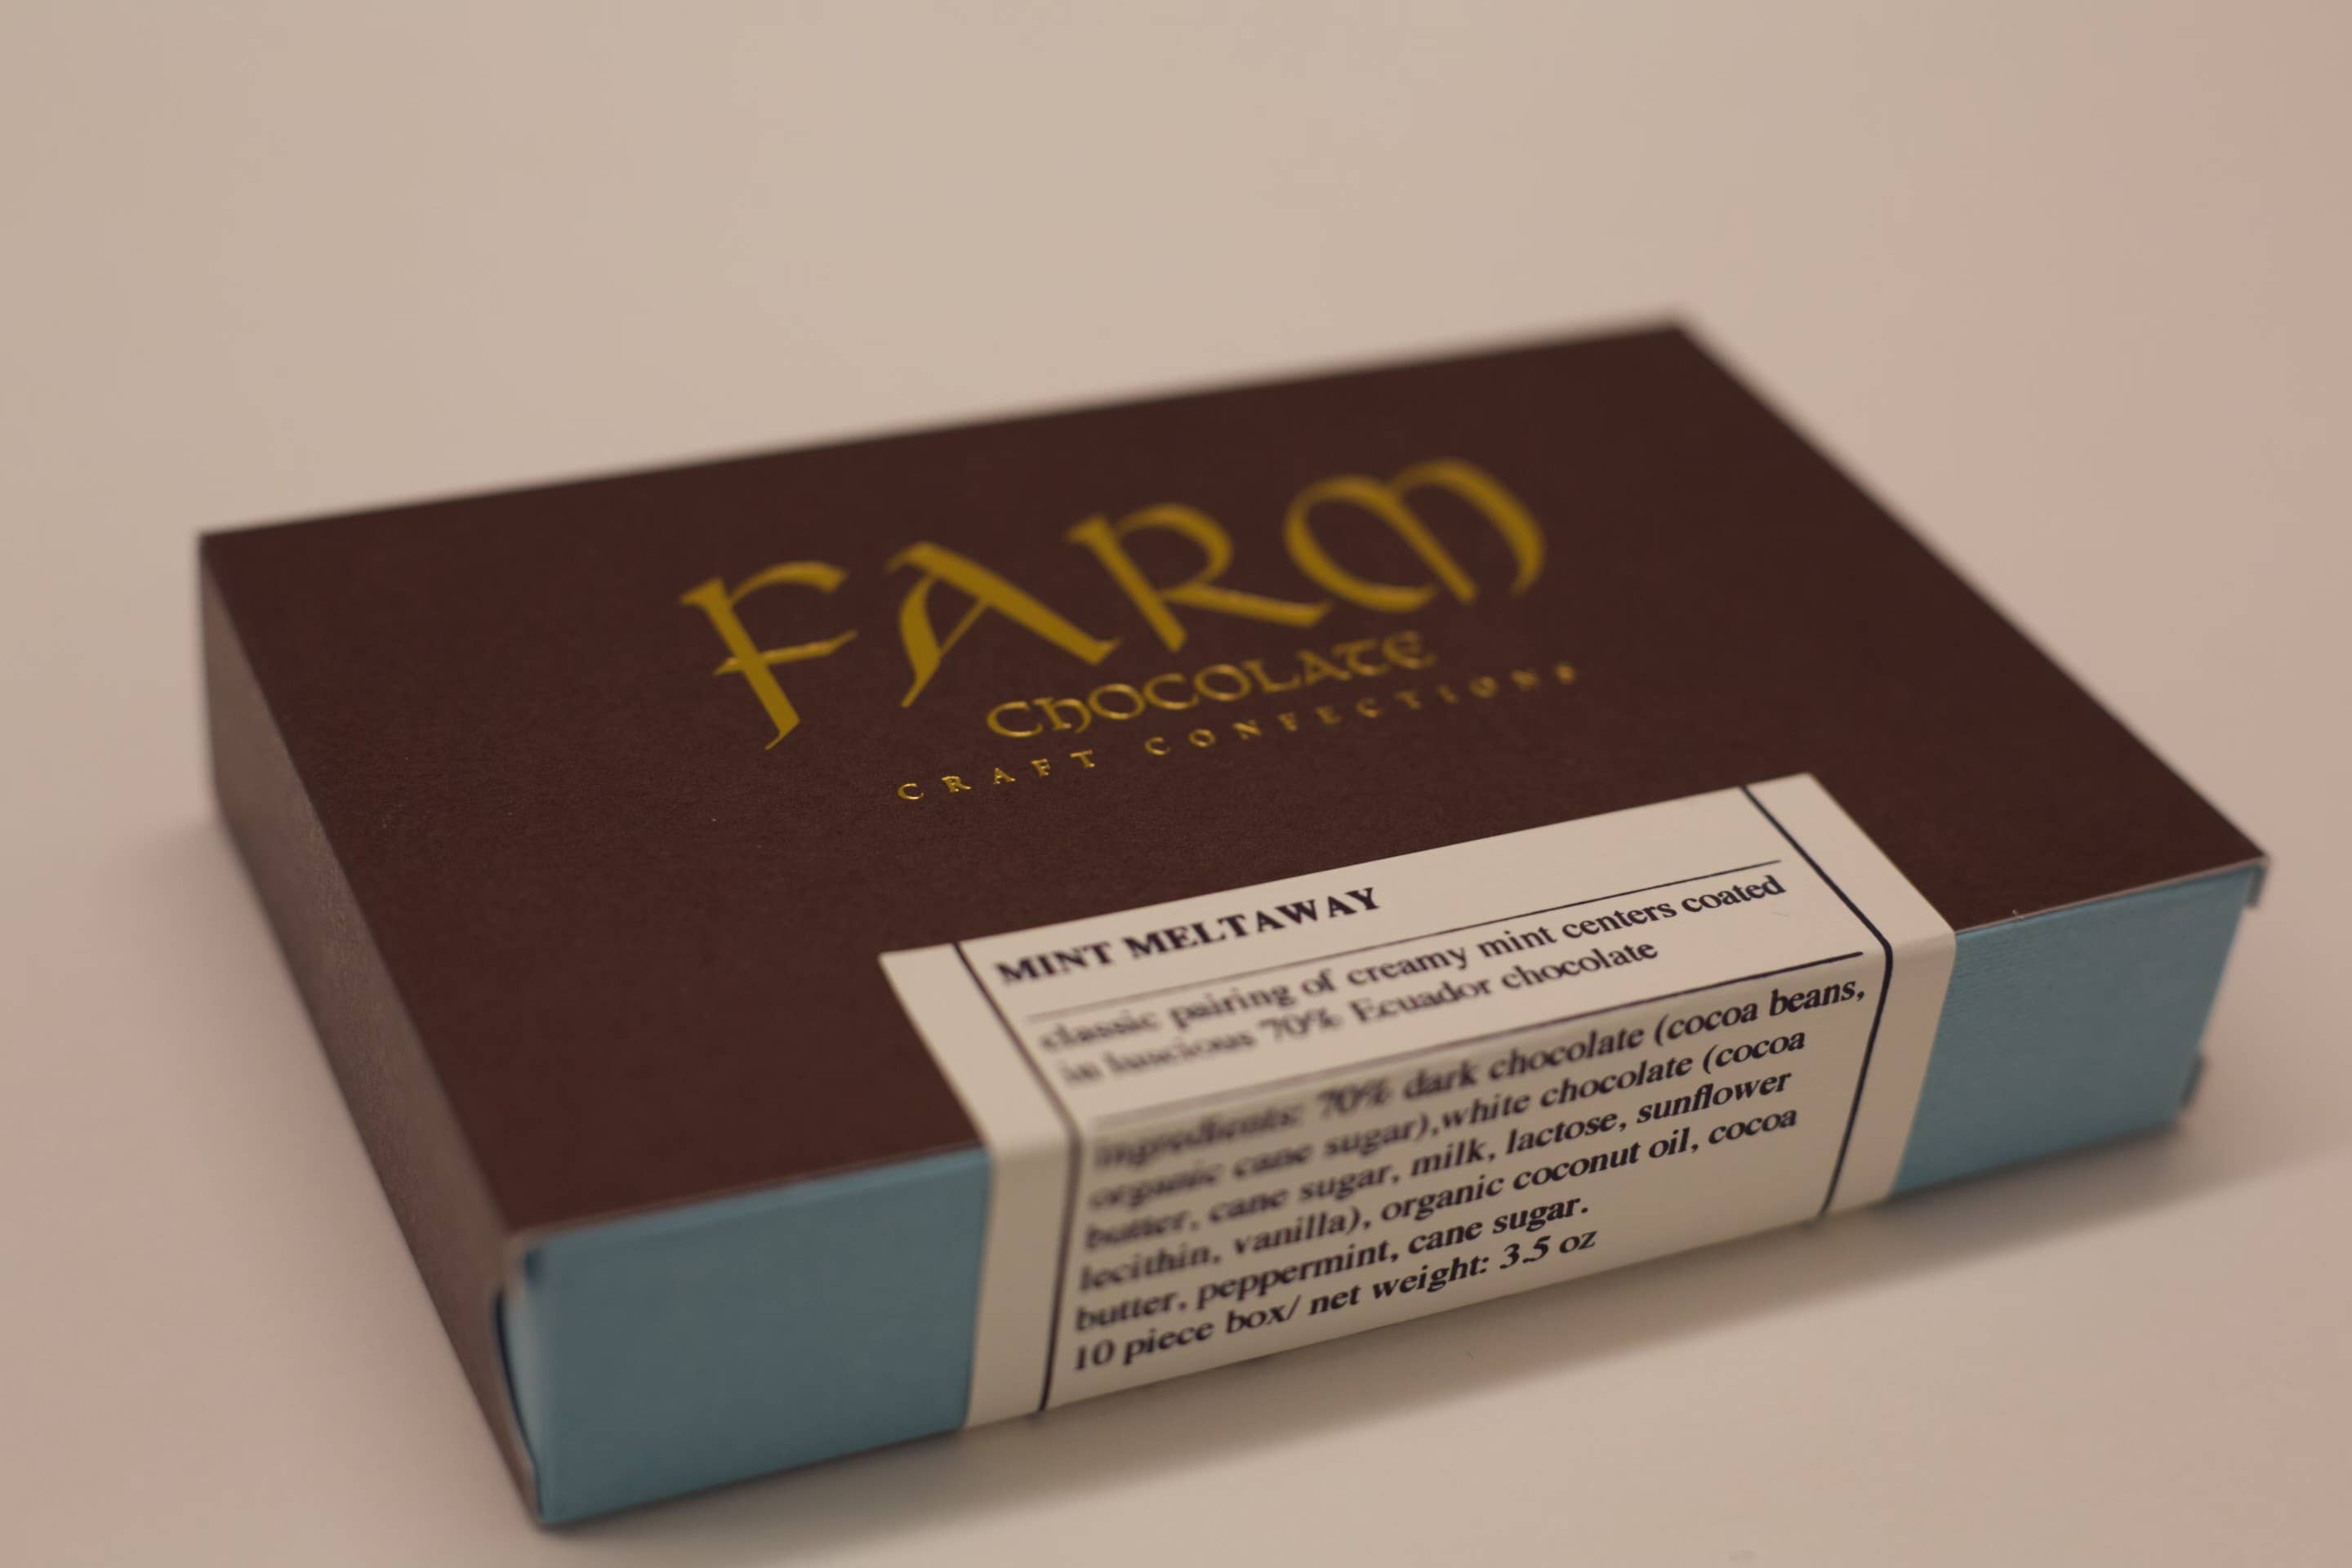 FARM
CHOCOLATE
CRAFT CONFECTIONS
MINT MELTAWAY
classic pairing of creamy mint centers coated
in luscious 70% Ecuador chocolate
ingredients: 70% dark chocolate (cocoa beans,
organic cane sugar),white chocolate (cocoa
butter, cane sugar, milk, lactose, sunflower
lecithin, vanilla), organic coconut oil, cocoa
butter, peppermint, cane sugar.
10 piece box/ net weight: 3.5 oz